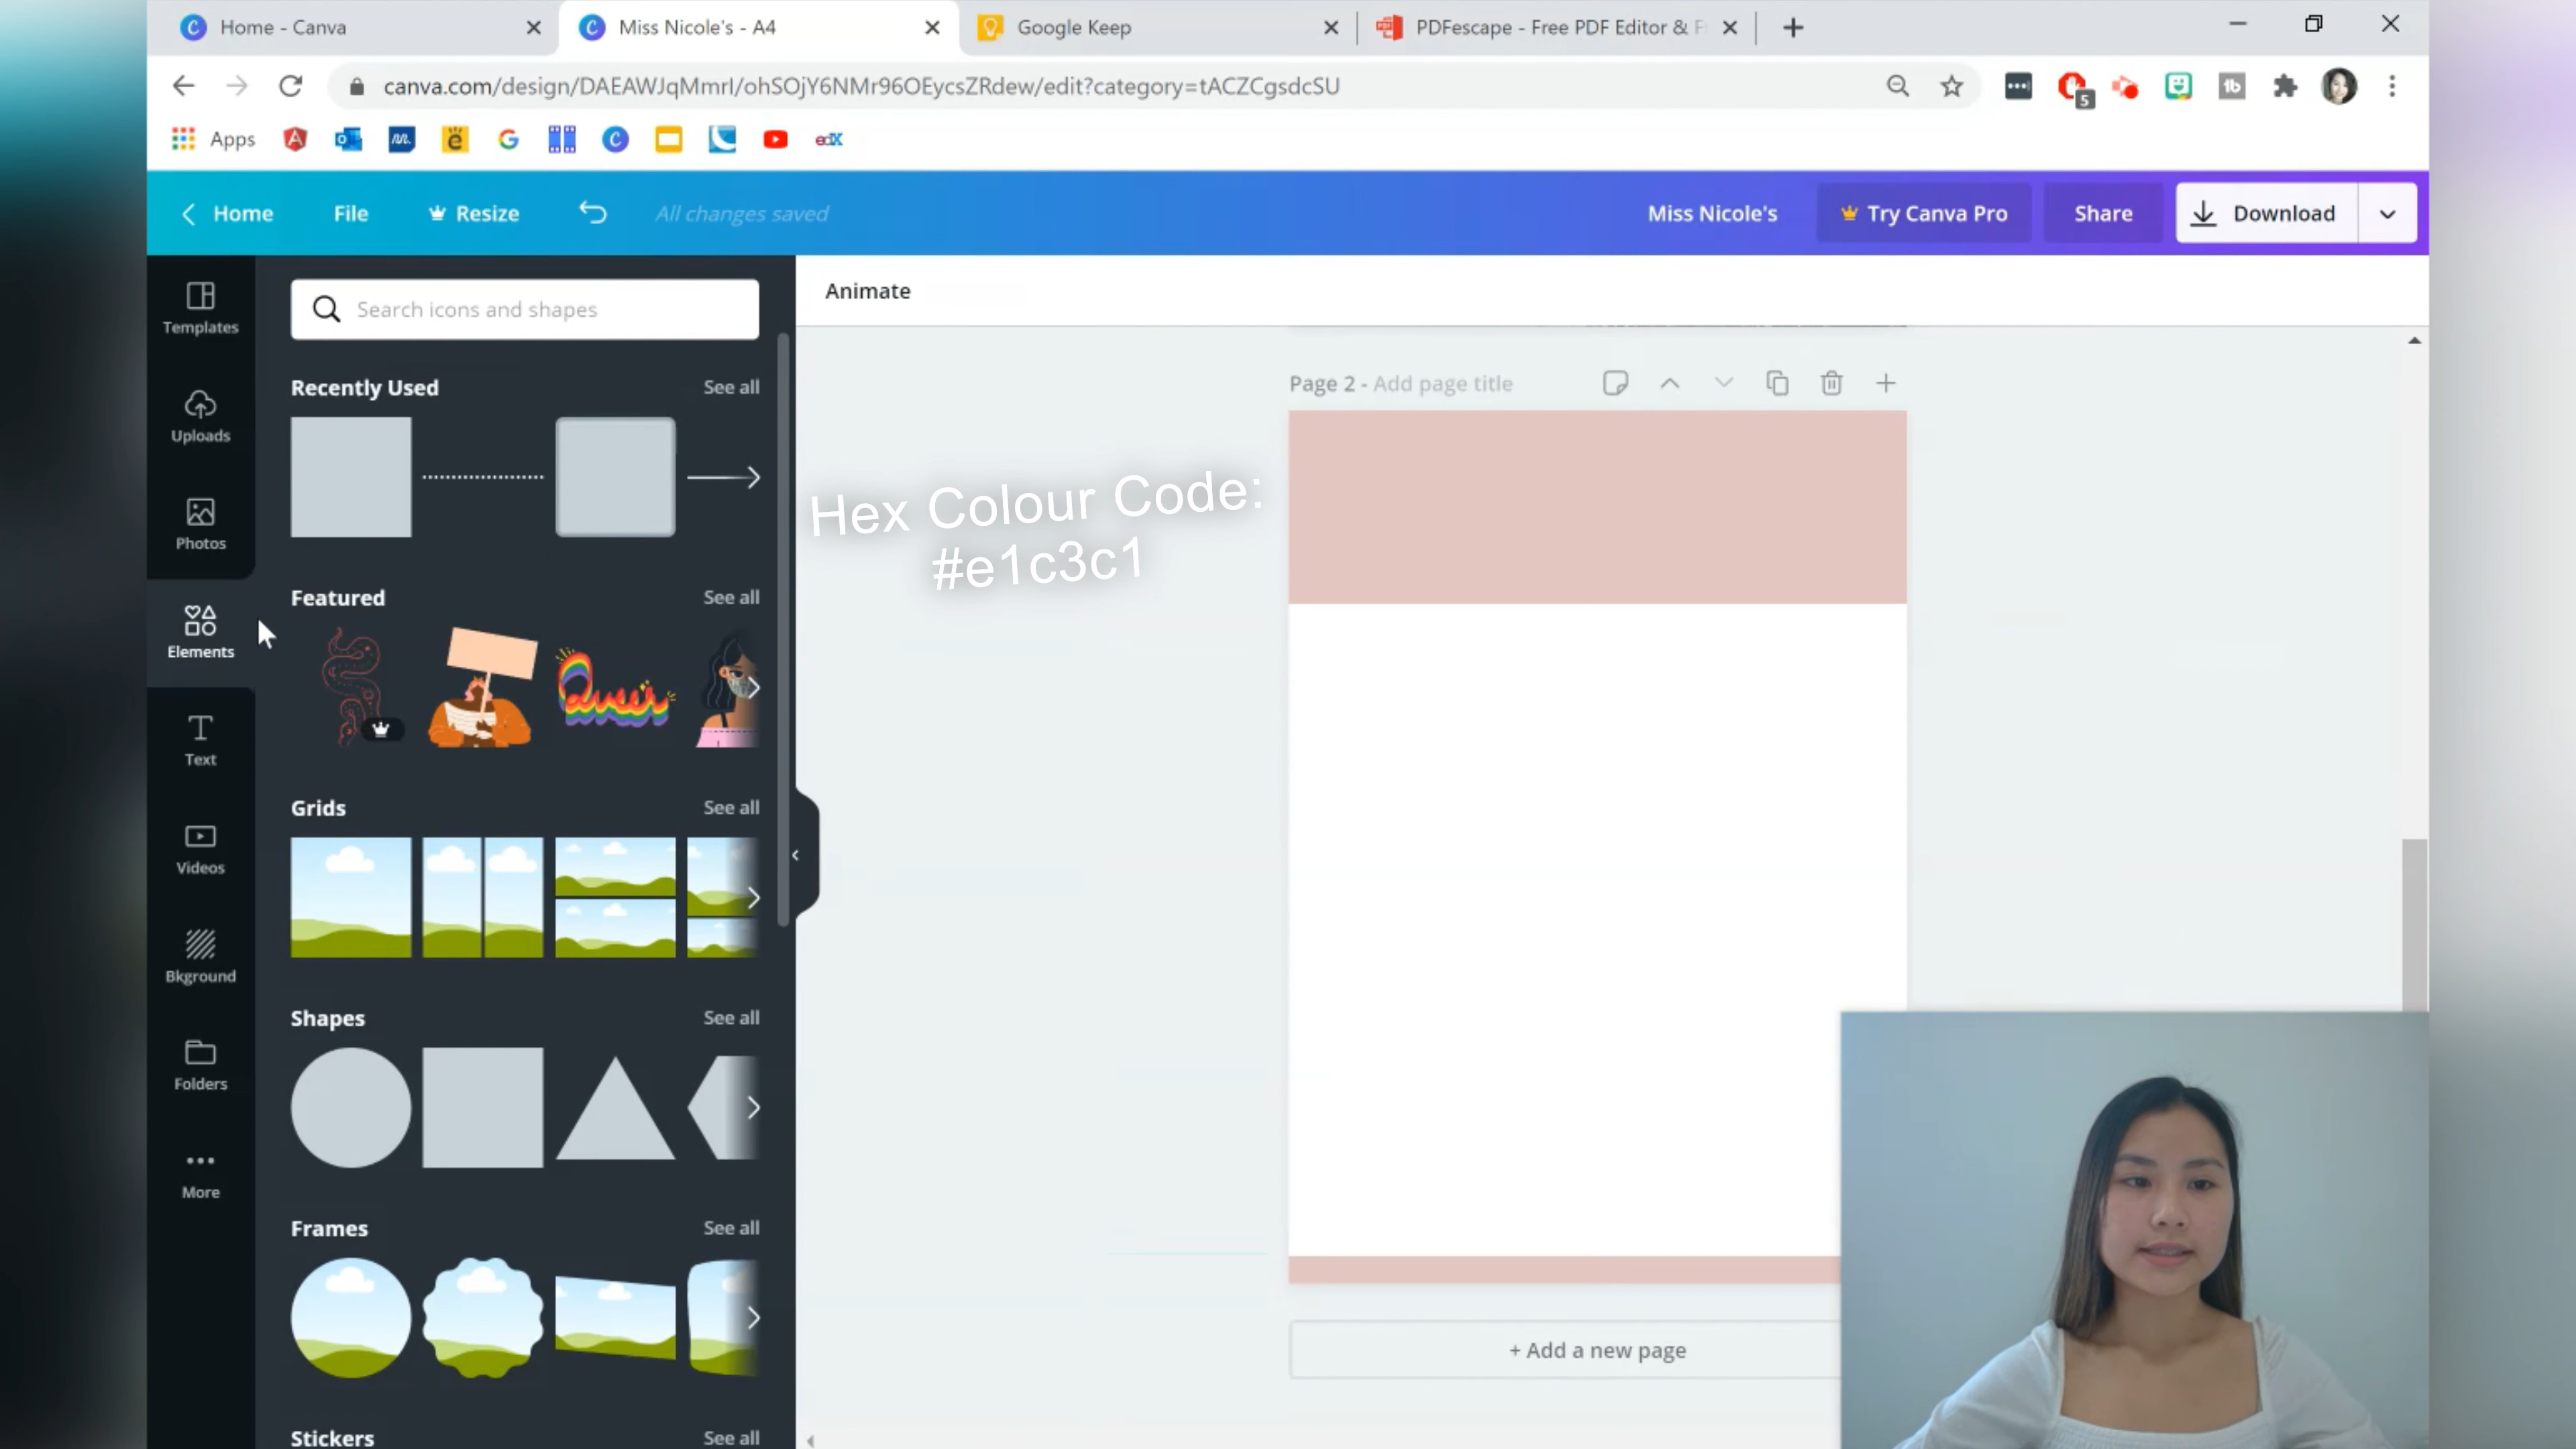 Home - Canva
Miss Nicole's - A4
Google Keep
PDFescape - Free PDF Editor & F
canva.com/design/DAEAWJqMmrI/ohSOjY6NMr96OEycsZRdew/edit?category=tACZCgsdcSU
5
Apps
edX
Home
File
Resize
All changes saved
Miss Nicole's
Try Canva Pro
Share
Download
Templates
Uploads
Photos
Elements
Text
Videos
Bkground
Folders
More
Search icons and shapes
Recently Used
See all
Featured
See all
Queer
Grids
See all
Shapes
See all
Frames
See all
Stickers
See all
Animate
Page 2 - Add page title
Hex Colour Code:
#e1c3c1
+ Add a new page